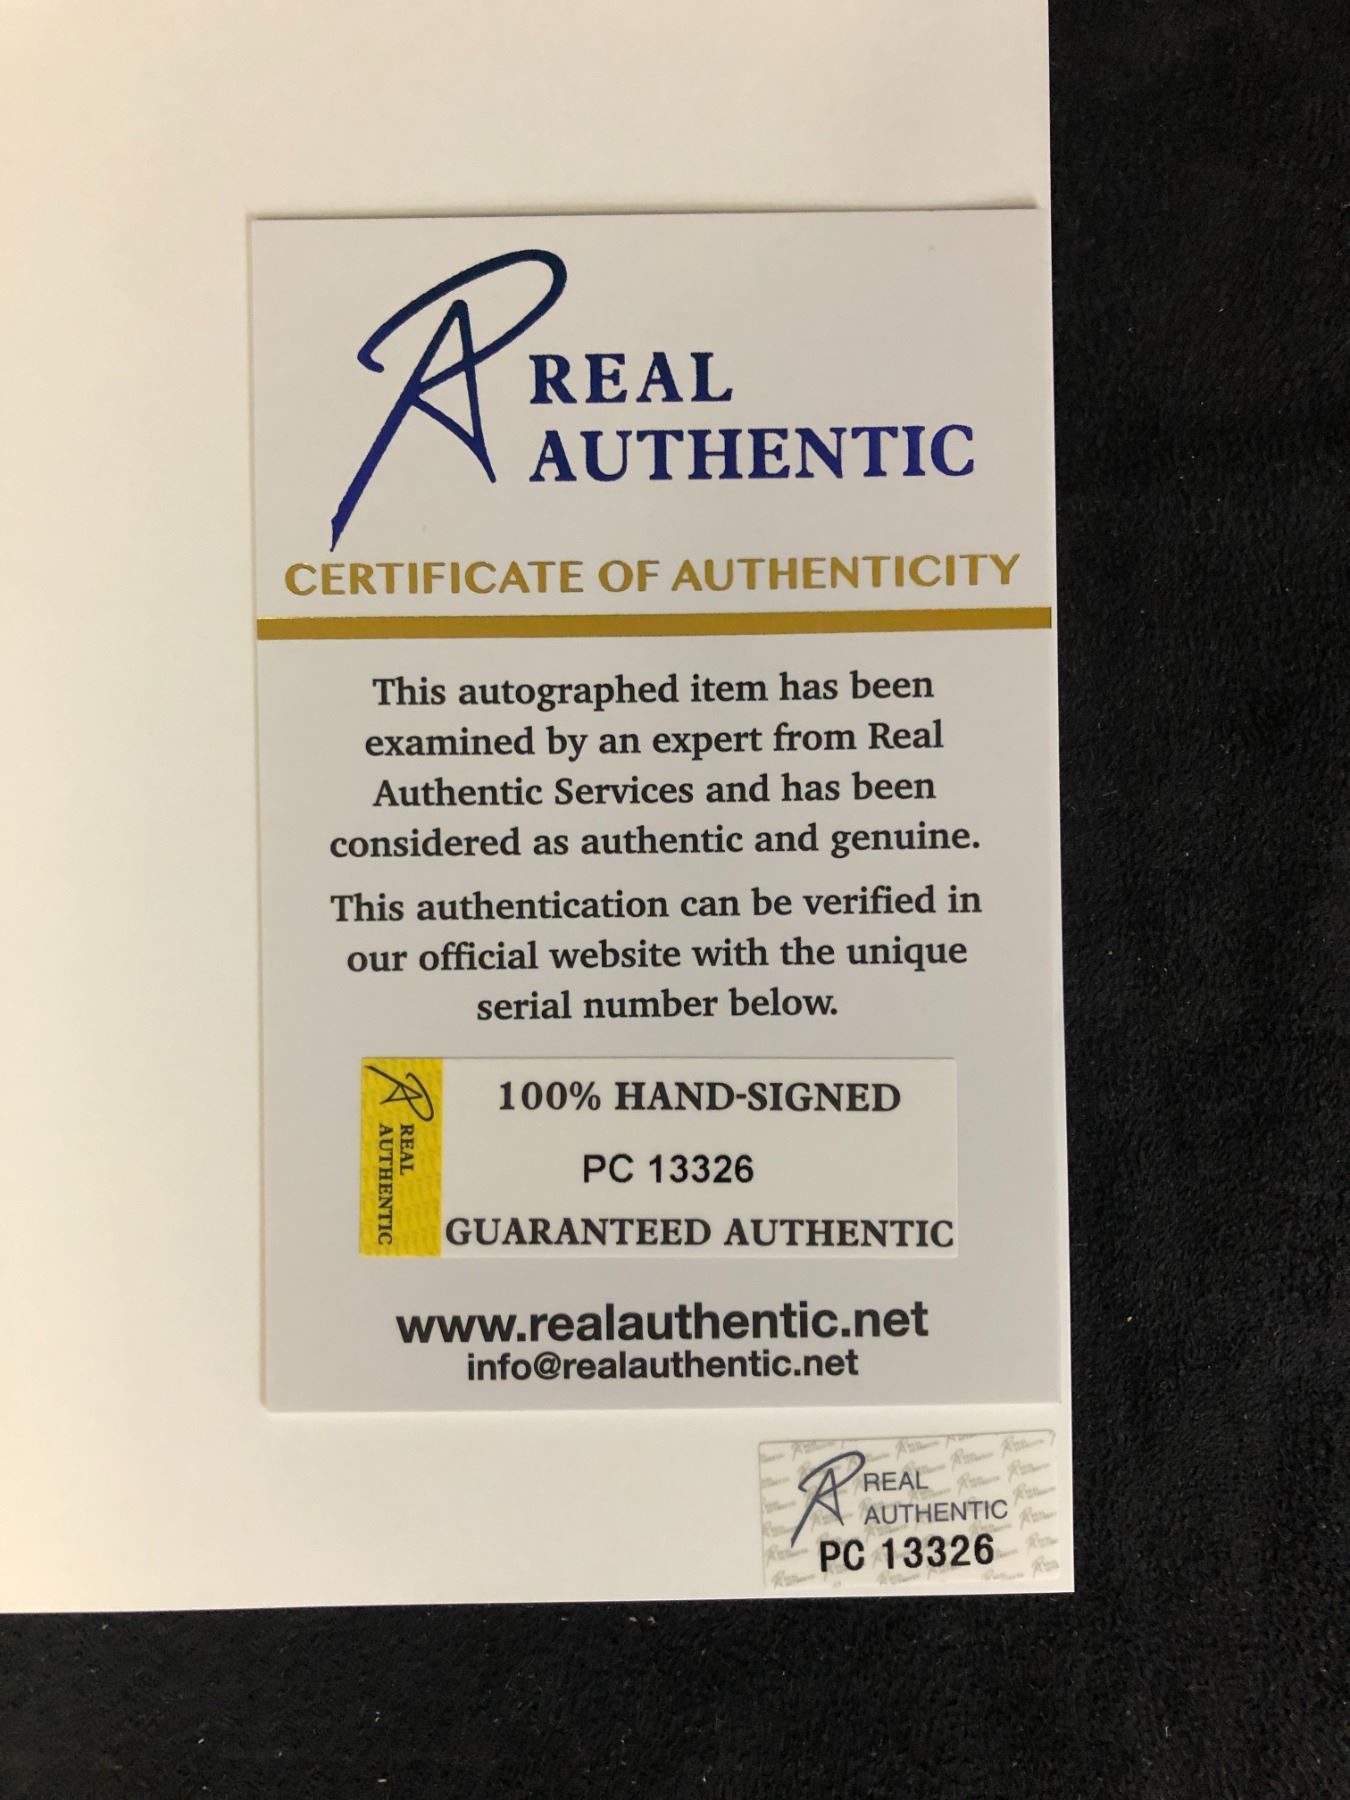 REAL
AUTHENTIC
CERTIFICATE OF AUTHENTICITY
This autographed item has been
examined by an expert from Real
Authentic Services and has been
considered as authentic and genuine.
This authentication can be verified in
our official website with the unique
serial number below.
REAL
AUTHENTIC
100% HAND-SIGNED
PC 13326
GUARANTEED AUTHENTIC
www.realauthentic.net
info@realauthentic.net
REAL
AUTHENTIC
PC 13326